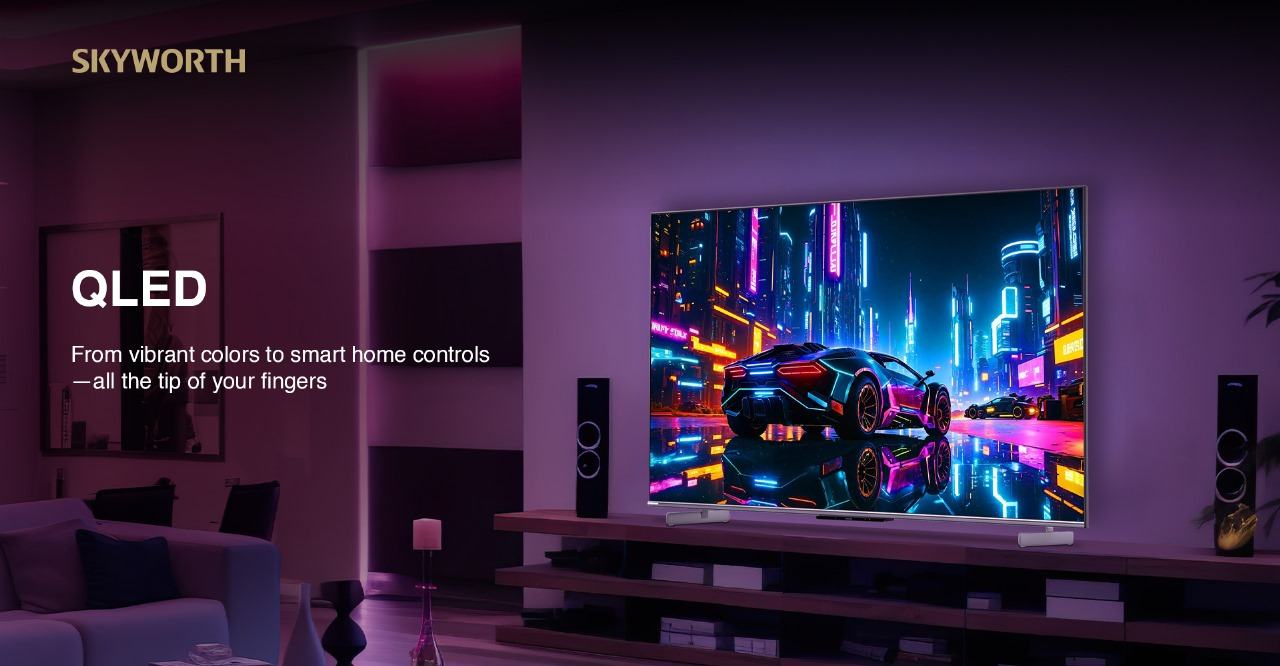 SKYWORTH
QLED
From vibrant colors to smart home controls
—all the tip of your fingers